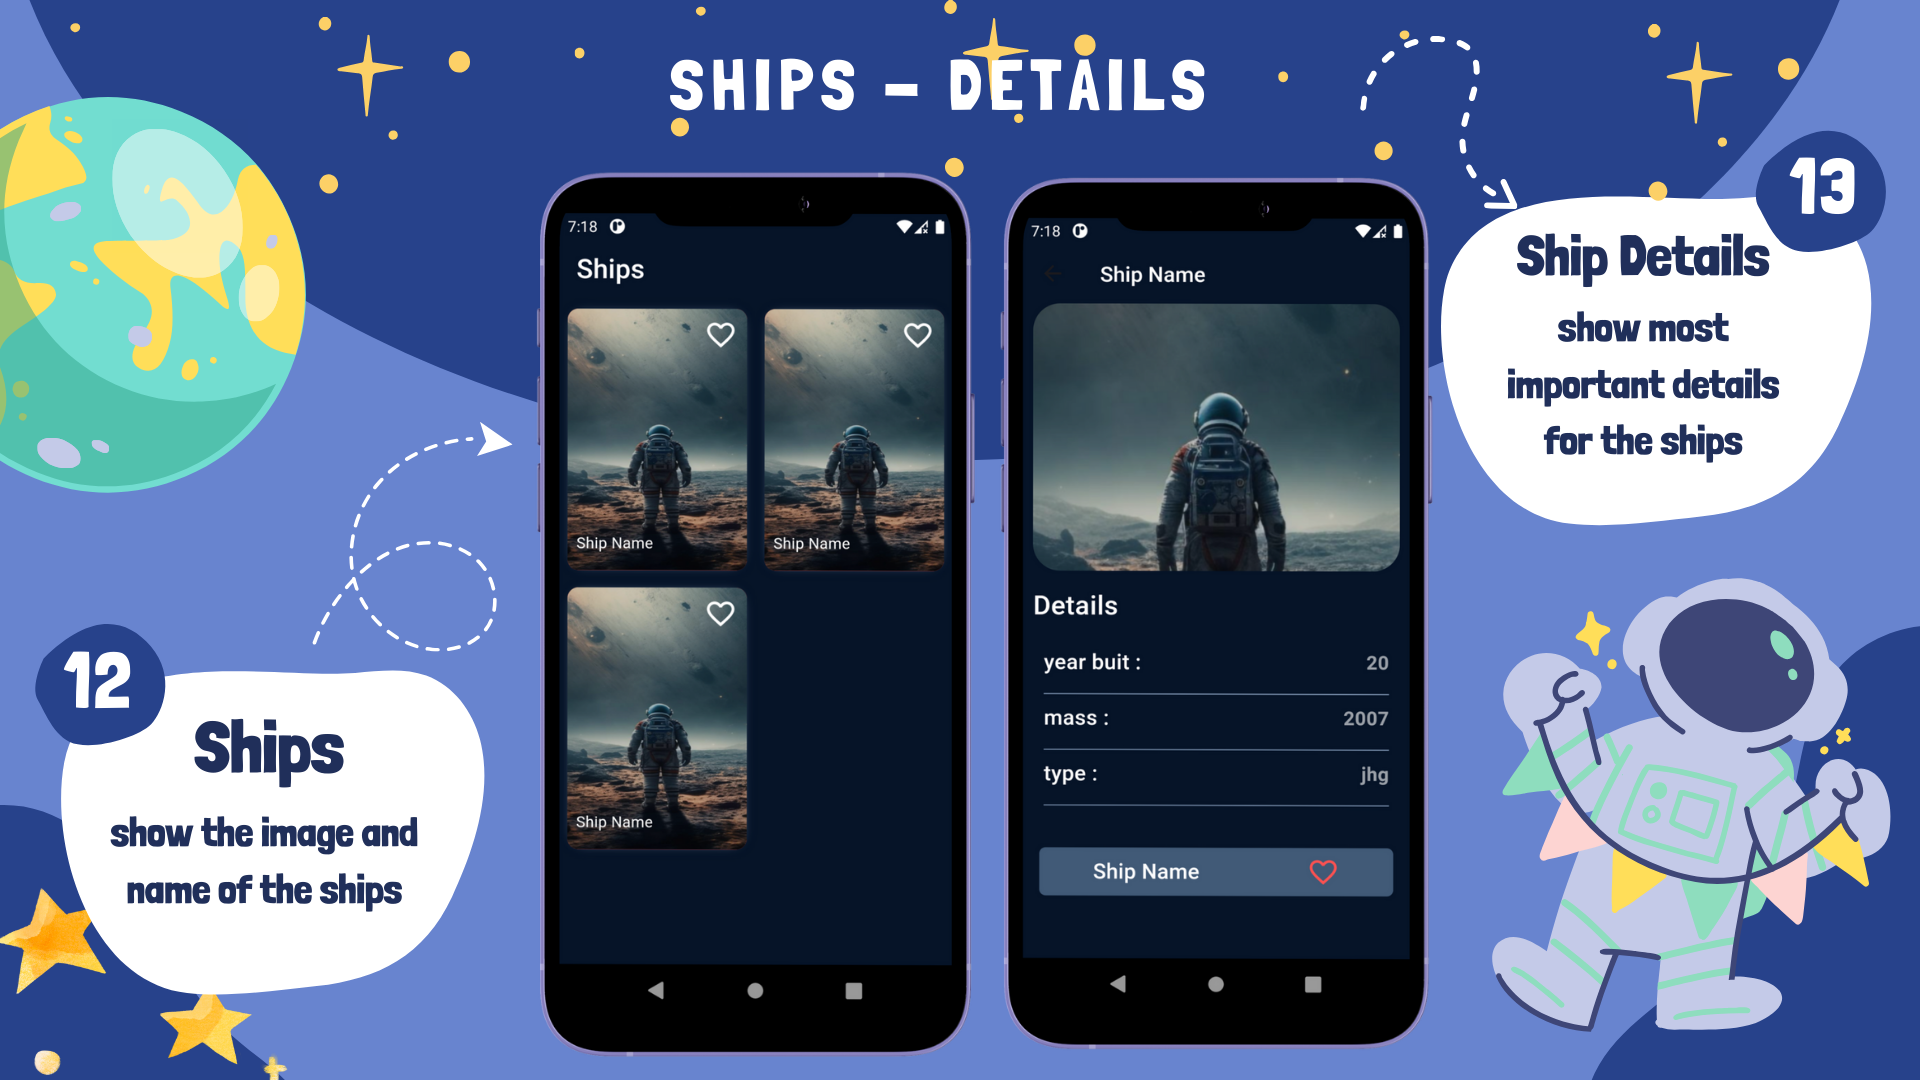 SHIPS – DETAILS
7:18
Ships
Ship Name
Ship Name
Ship Name
7:18
Ship Name
Details
year buit : 20
mass : 2007
type : jhg
Ship Name
12
Ships
show the image and
name of the ships
13
Ship Details
show most
important details
for the ships